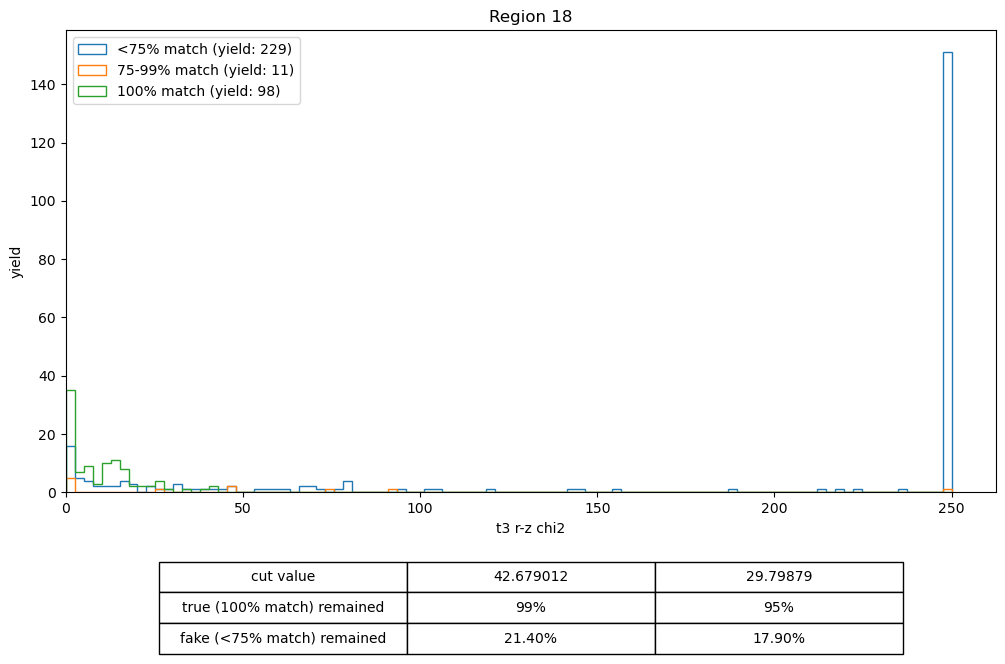 Region 18
<75% match (yield: 229)
75-99% match (yield: 11)
100% match (yield: 98)
yield
140
120
100
80
60
40
20
0
0 50 100 150 200 250
t3 r-z chi2
cut value 42.679012 29.79879
true (100% match) remained 99% 95%
fake (<75% match) remained 21.40% 17.90%